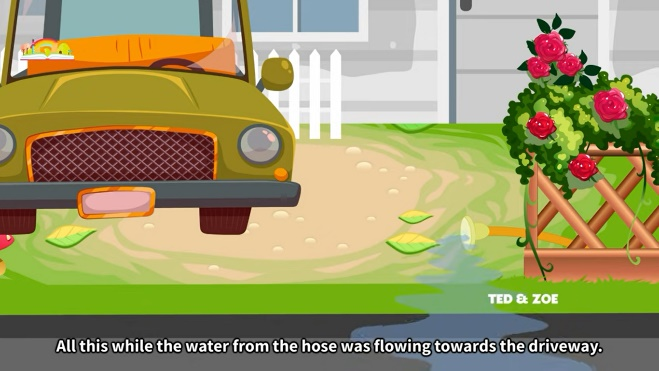 TED & ZOE
All this while the water from the hose was flowing towards the driveway.